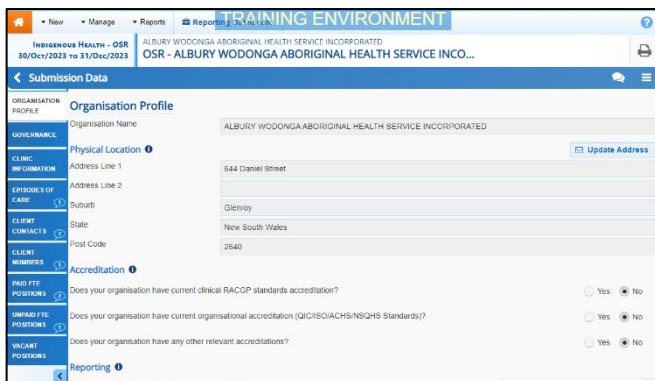 New Manage Reports Reporting TRAINING ENVIRONMENT
INDIGENOUS HEALTH - OSR
30/OCT/2023 TO 31/DEC/2023
ALBURY WODONGA ABORIGINAL HEALTH SERVICE INCORPORATED
OSR - ALBURY WODONGA ABORIGINAL HEALTH SERVICE INCO...
Submission Data
ORGANISATION PROFILE
GOVERNANCE
CLINIC INFORMATION
EPISODES OF CARE
CLIENT CONTACTS
CLIENT NUMBERS
PAID FTE POSITIONS
UNPAID FTE POSITIONS
VACANT POSITIONS
Organisation Profile
Organisation Name ALBURY WODONGA ABORIGINAL HEALTH SERVICE INCORPORATED
Physical Location Update Address
Address Line 1 644 Daniel Street
Address Line 2
Suburb Glenroy
State New South Wales
Post Code 2640
Accreditation
Does your organisation have current clinical RACGP standards accreditation? Yes No
Does your organisation have current organisational accreditation (QIC/ISO/ACHS/NSQHS Standards)? Yes No
Does your organisation have any other relevant accreditations? Yes No
Reporting